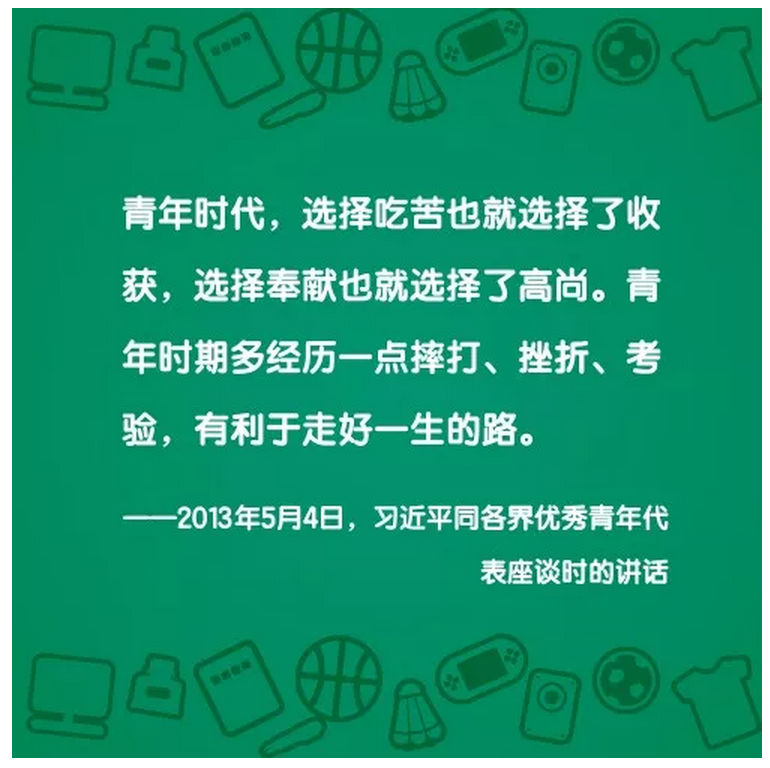 青年时代，选择吃苦也就选择了收
获，选择奉献也就选择了高尚。青
年时期多经历一点摔打、挫折、考
验，有利于走好一生的路。
——2013年5月4日，习近平同各界优秀青年代
表座谈时的讲话